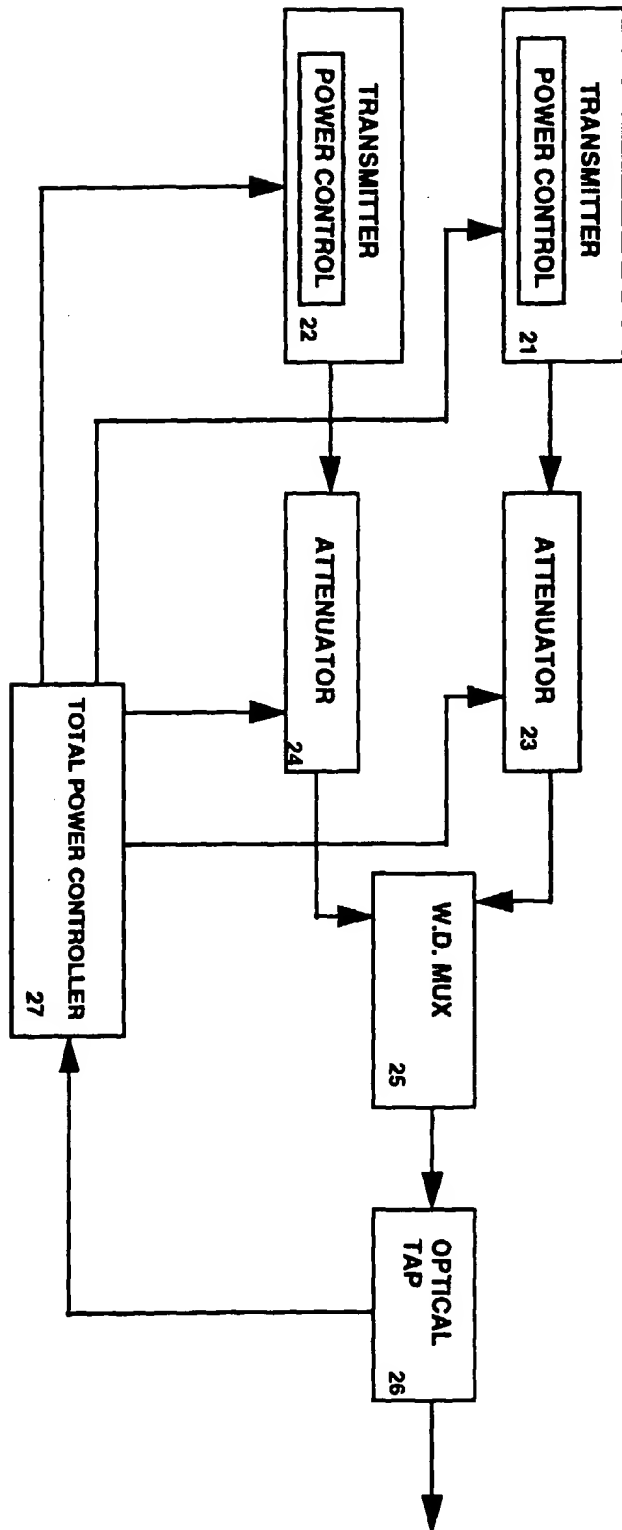 TRANSMITTER
POWER CONTROL
21
ATTENUATOR
23
TRANSMITTER
POWER CONTROL
22
ATTENUATOR
24
W.D. MUX
25
OPTICAL
TAP
26
TOTAL POWER CONTROLLER
27